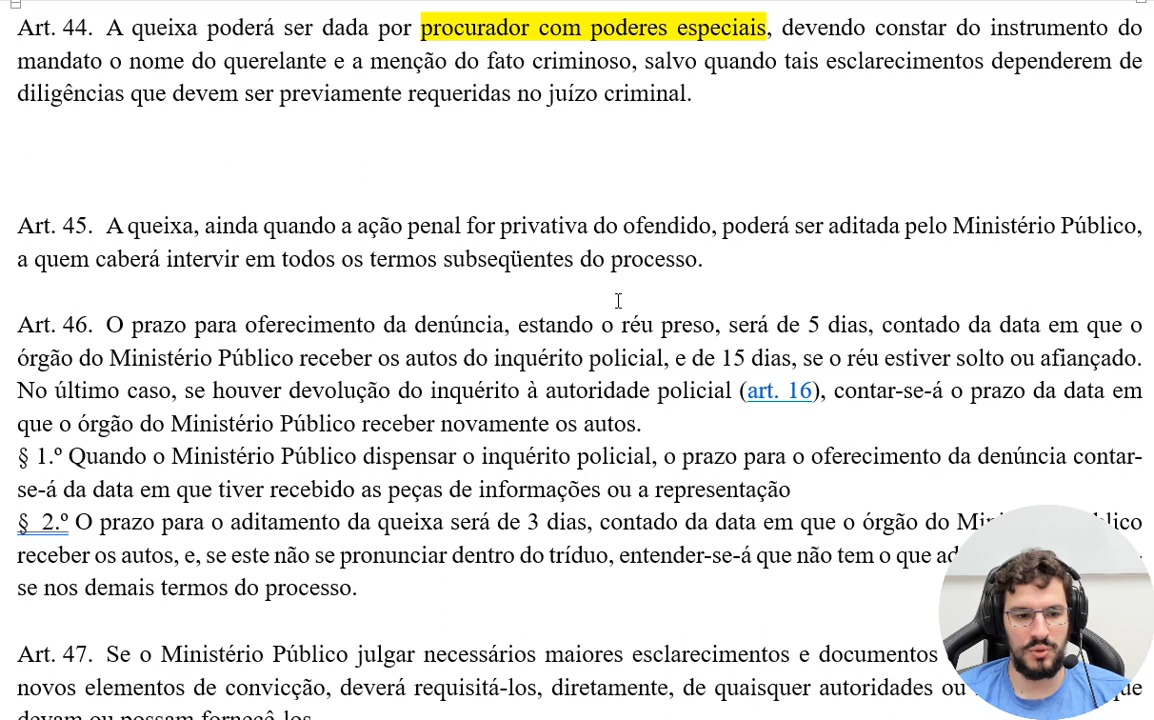 Art. 44. A queixa poderá ser dada por procurador com poderes especiais, devendo constar do instrumento do
mandato o nome do querelante e a menção do fato criminoso, salvo quando tais esclarecimentos dependerem de
diligências que devem ser previamente requeridas no juízo criminal.
Art. 45. A queixa, ainda quando a ação penal for privativa do ofendido, poderá ser aditada pelo Ministério Público,
a quem caberá intervir em todos os termos subseqüentes do processo.
Art. 46. O prazo para oferecimento da denúncia, estando o réu preso, será de 5 dias, contado da data em que o
órgão do Ministério Público receber os autos do inquérito policial, e de 15 dias, se o réu estiver solto ou afiançado.
No último caso, se houver devolução do inquérito à autoridade policial (art. 16), contar-se-á o prazo da data em
que o órgão do Ministério Público receber novamente os autos.
§ 1.º Quando o Ministério Público dispensar o inquérito policial, o prazo para o oferecimento da denúncia contar-
se-á da data em que tiver recebido as peças de informações ou a representação
§ 2.º O prazo para o aditamento da queixa será de 3 dias, contado da data em que o órgão do
receber os autos, e, se este não se pronunciar dentro do tríduo, entender-se-á que não tem o que
se nos demais termos do processo.
Art. 47. Se o Ministério Público julgar necessários maiores esclarecimentos e documentos
novos elementos de convicção, deverá requisitá-los, diretamente, de quaisquer autoridades ou
devam ou possam fornecê-los